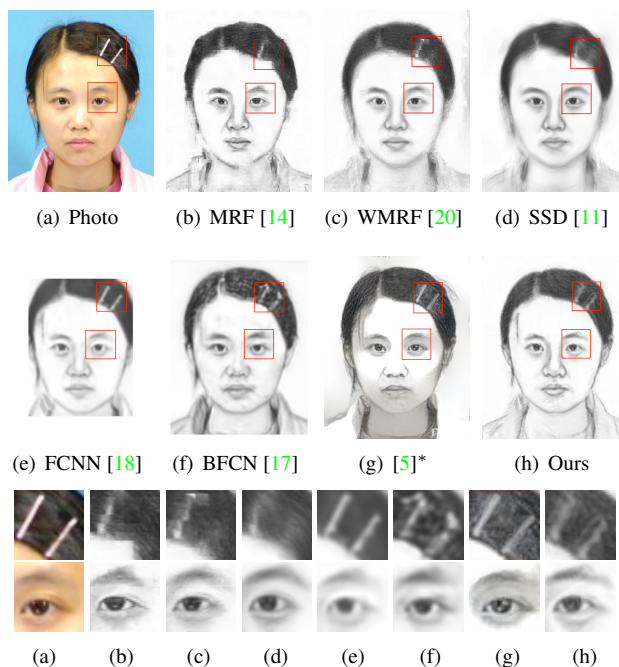 (a) Photo (b) MRF [14] (c) WMRF [20] (d) SSD [11]
(e) FCNN [18] (f) BFCN [17] (g) [5]* (h) Ours
(a) (b) (c) (d) (e) (f) (g) (h)